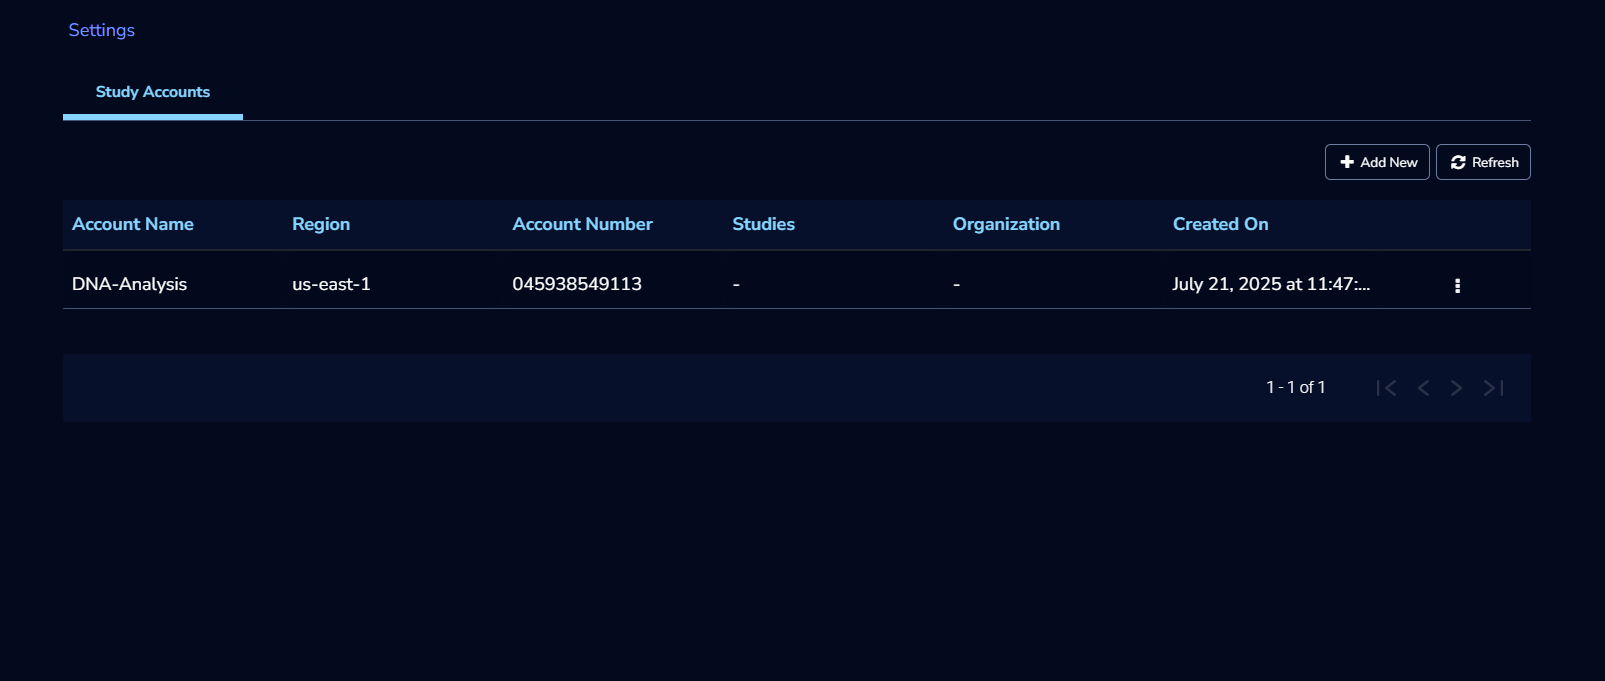 Settings
Study Accounts
Add New Refresh
Account Name Region Account Number Studies Organization Created On
DNA-Analysis us-east-1 045938549113 - - July 21, 2025 at 11:47:...
1 - 1 of 1